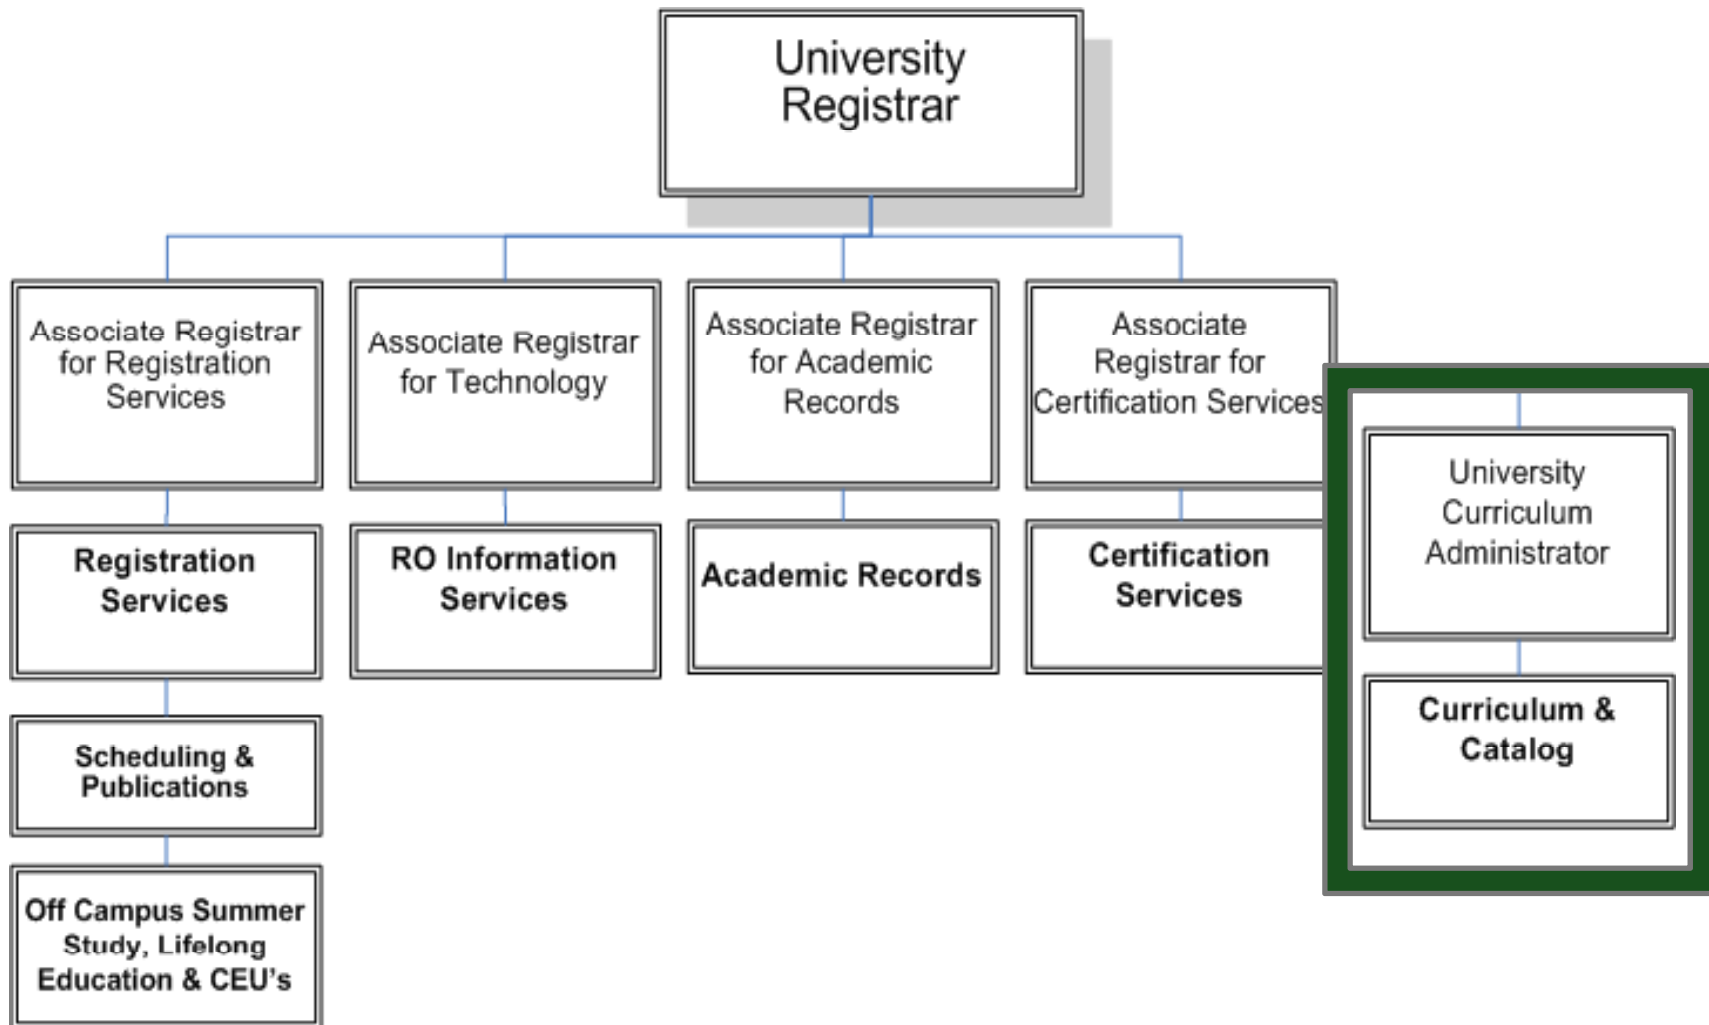 University
Registrar
Associate Registrar
for Registration
Services
Associate Registrar
for Technology
Associate Registrar
for Academic
Records
Associate
Registrar for
Certification Services
University
Curriculum
Administrator
Registration
Services
RO Information
Services
Academic Records
Certification
Services
Curriculum &
Catalog
Scheduling &
Publications
Off Campus Summer
Study, Lifelong
Education & CEU's